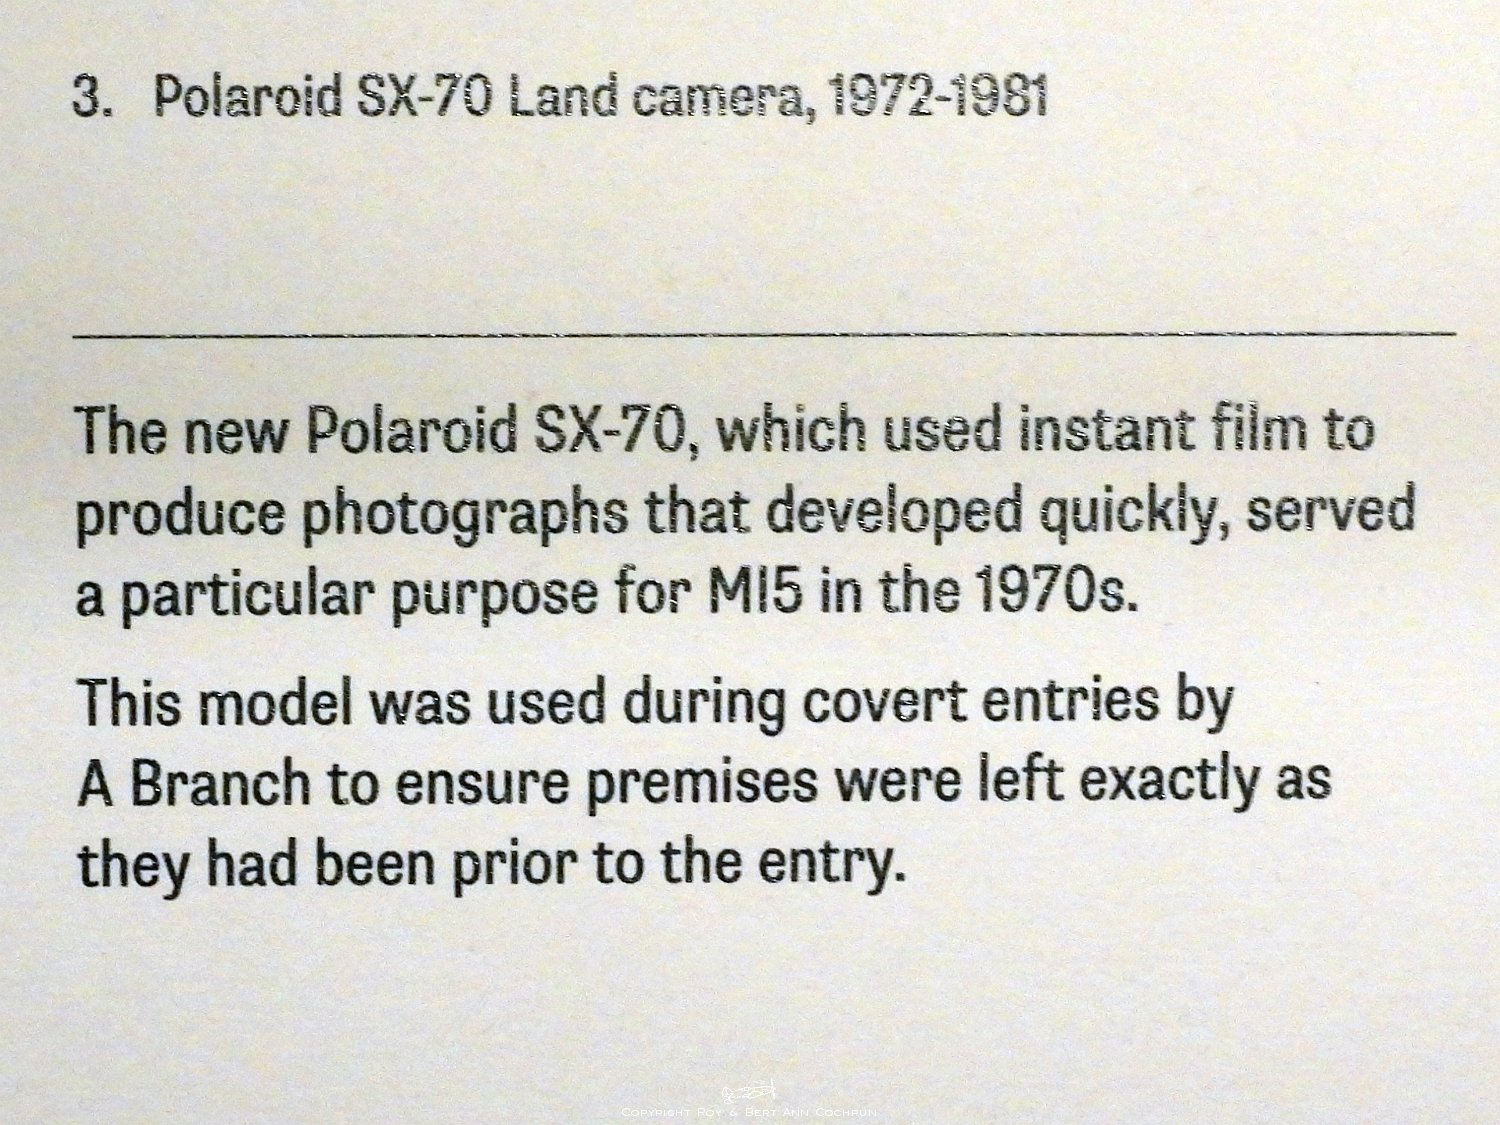 3. Polaroid SX-70 Land camera, 1972-1981
The new Polaroid SX-70, which used instant film to
produce photographs that developed quickly, served
a particular purpose for MI5 in the 1970s.
This model was used during covert entries by
A Branch to ensure premises were left exactly as
they had been prior to the entry.
Copyright Roy & Bert Ann Cochrun